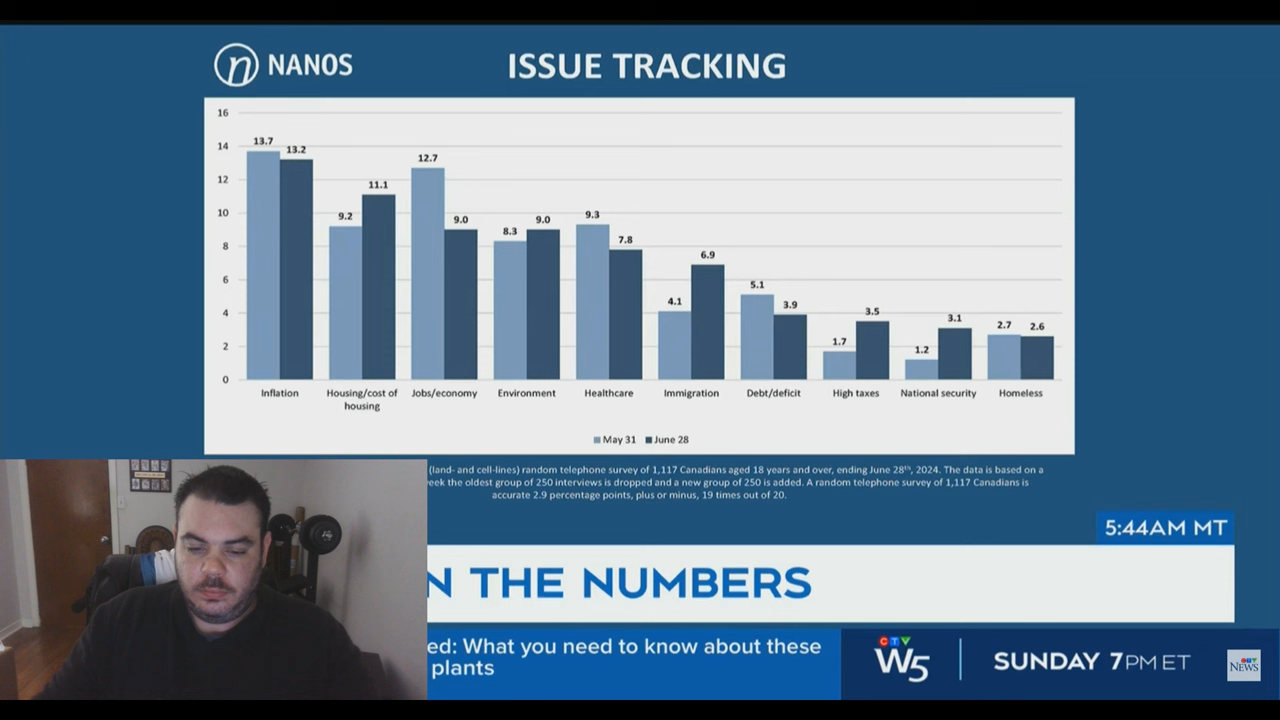 NANOS
ISSUE TRACKING
16
14
12
10
8
6
4
2
0
13.7
13.2
9.2
11.1
12.7
9.0
8.3
9.0
9.3
7.8
4.1
6.9
5.1
3.9
1.7
3.5
1.2
3.1
2.7
2.6
Inflation
Housing/cost of
housing
Jobs/economy
Environment
Healthcare
Immigration
Debt/deficit
High taxes
National security
Homeless
May 31
June 28
(land- and cell-lines) random telephone survey of 1,117 Canadians aged 18 years and over, ending June 28th, 2024. The data is based on a
eek the oldest group of 250 interviews is dropped and a new group of 250 is added. A random telephone survey of 1,117 Canadians is
accurate 2.9 percentage points, plus or minus, 19 times out of 20.
5:44AM MT
N THE NUMBERS
ed: What you need to know about these
plants
CTV
W5
SUNDAY 7PM ET
CTV
NEWS